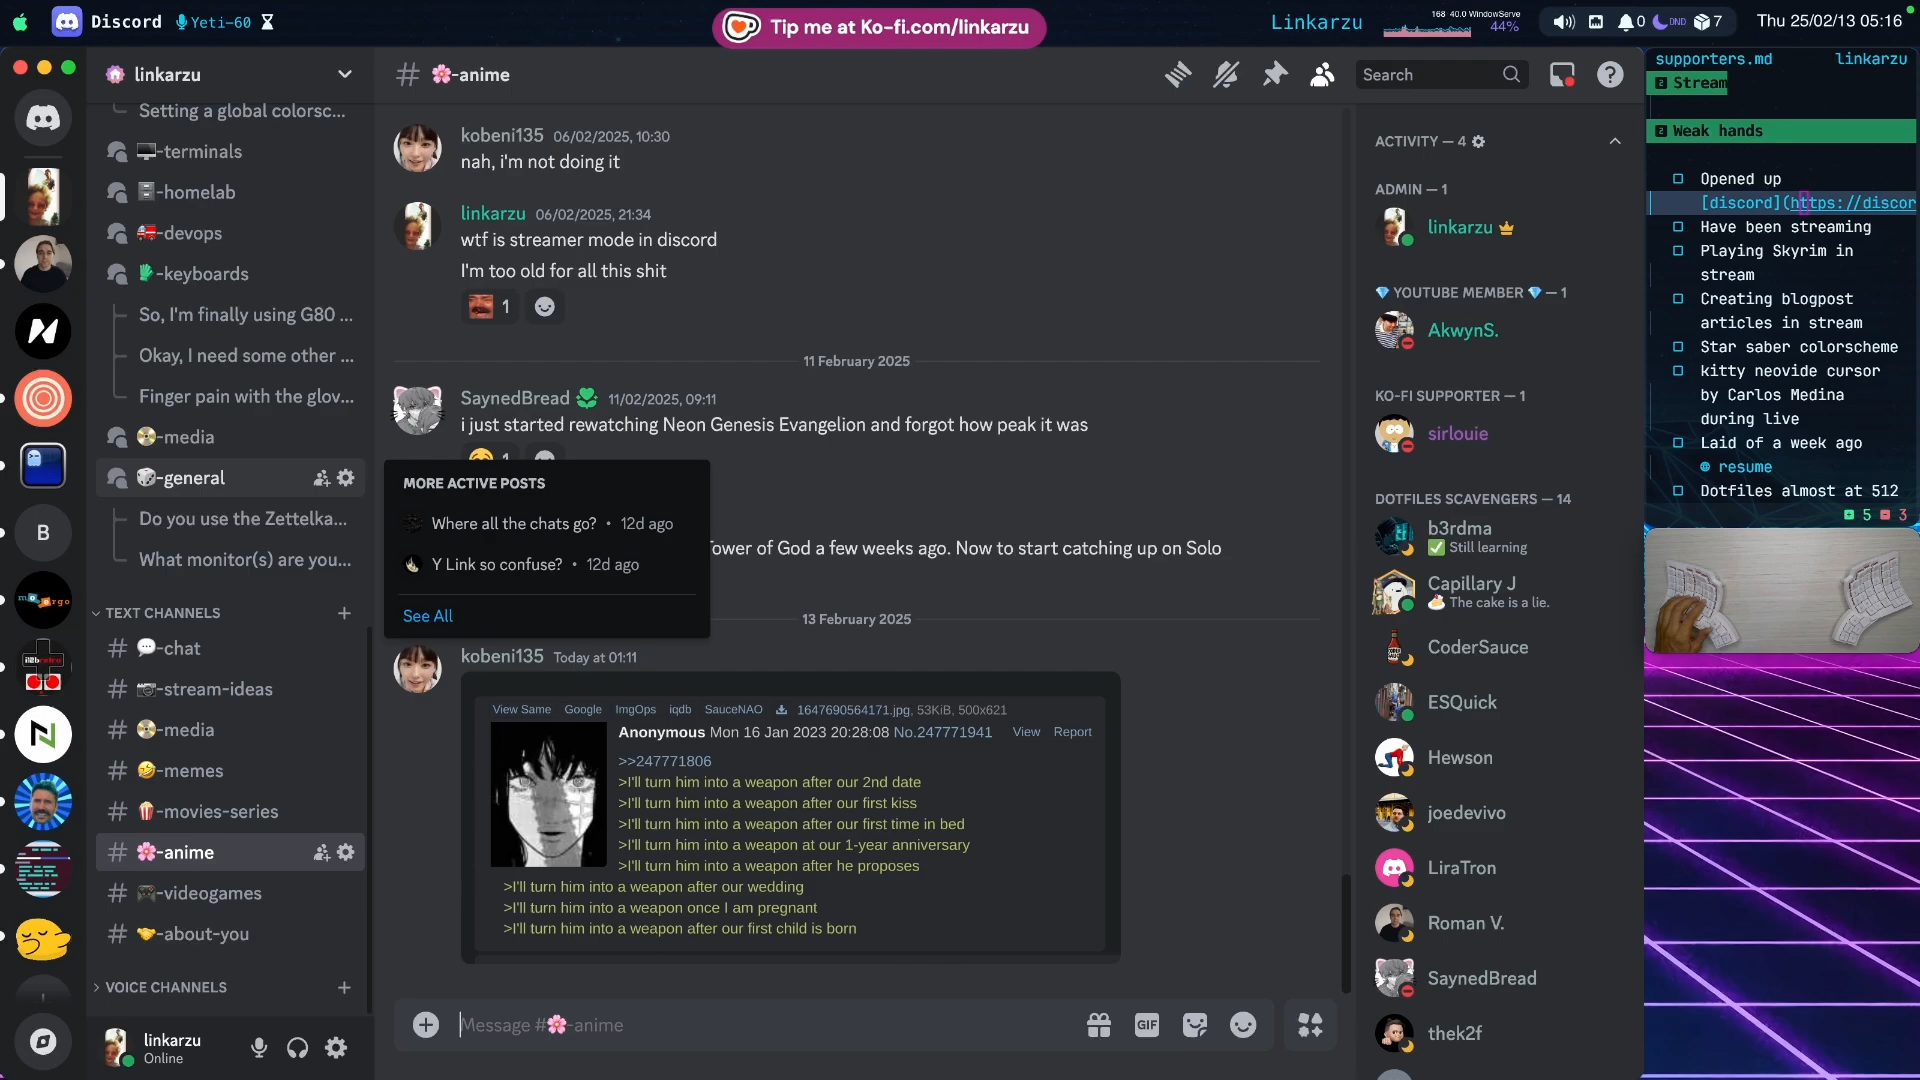 Discord
Yeti-60
Tip me at Ko-fi.com/linkarzu
Linkarzu
168 40.0 WindowServe
44%
0
DND
7
Thu 25/02/13 05:16
linkarzu
Setting a global colorsc...
-terminals
-homelab
-devops
-keyboards
So, I'm finally using G80 ...
Okay, I need some other ...
Finger pain with the glov...
-media
-general
Do you use the Zettelka...
What monitor(s) are you...
TEXT CHANNELS
-chat
-stream-ideas
-media
-memes
-movies-series
-anime
-videogames
-about-you
VOICE CHANNELS
linkarzu
Online
B
-anime
Search
kobeni135 06/02/2025, 10:30
nah, i'm not doing it
linkarzu 06/02/2025, 21:34
wtf is streamer mode in discord
I'm too old for all this shit
1
11 February 2025
SaynedBread 11/02/2025, 09:11
i just started rewatching Neon Genesis Evangelion and forgot how peak it was
1
MORE ACTIVE POSTS
Where all the chats go? • 12d ago
Y Link so confuse? • 12d ago
See All
Tower of God a few weeks ago. Now to start catching up on Solo
13 February 2025
kobeni135 Today at 01:11
View Same Google ImgOps iqdb SauceNAO 1647690564171.jpg, 53KiB, 500x621
Anonymous Mon 16 Jan 2023 20:28:08 No.247771941 View Report
>>247771806
>I'll turn him into a weapon after our 2nd date
>I'll turn him into a weapon after our first kiss
>I'll turn him into a weapon after our first time in bed
>I'll turn him into a weapon at our 1-year anniversary
>I'll turn him into a weapon after he proposes
>I'll turn him into a weapon after our wedding
>I'll turn him into a weapon once I am pregnant
>I'll turn him into a weapon after our first child is born
Message #🌸-anime
GIF
ACTIVITY — 4
ADMIN — 1
linkarzu
💎 YOUTUBE MEMBER 💎 — 1
AkwynS.
KO-FI SUPPORTER — 1
sirlouie
DOTFILES SCAVENGERS — 14
b3rdma
Still learning
Capillary J
The cake is a lie.
CoderSauce
ESQuick
Hewson
joedevivo
LiraTron
Roman V.
SaynedBread
thek2f
supporters.md linkarzu
2 Stream
2 Weak hands
Opened up
[discord](https://discor
Have been streaming
Playing Skyrim in
stream
Creating blogpost
articles in stream
Star saber colorscheme
kitty neovide cursor
by Carlos Medina
during live
Laid of a week ago
resume
Dotfiles almost at 512
5 3